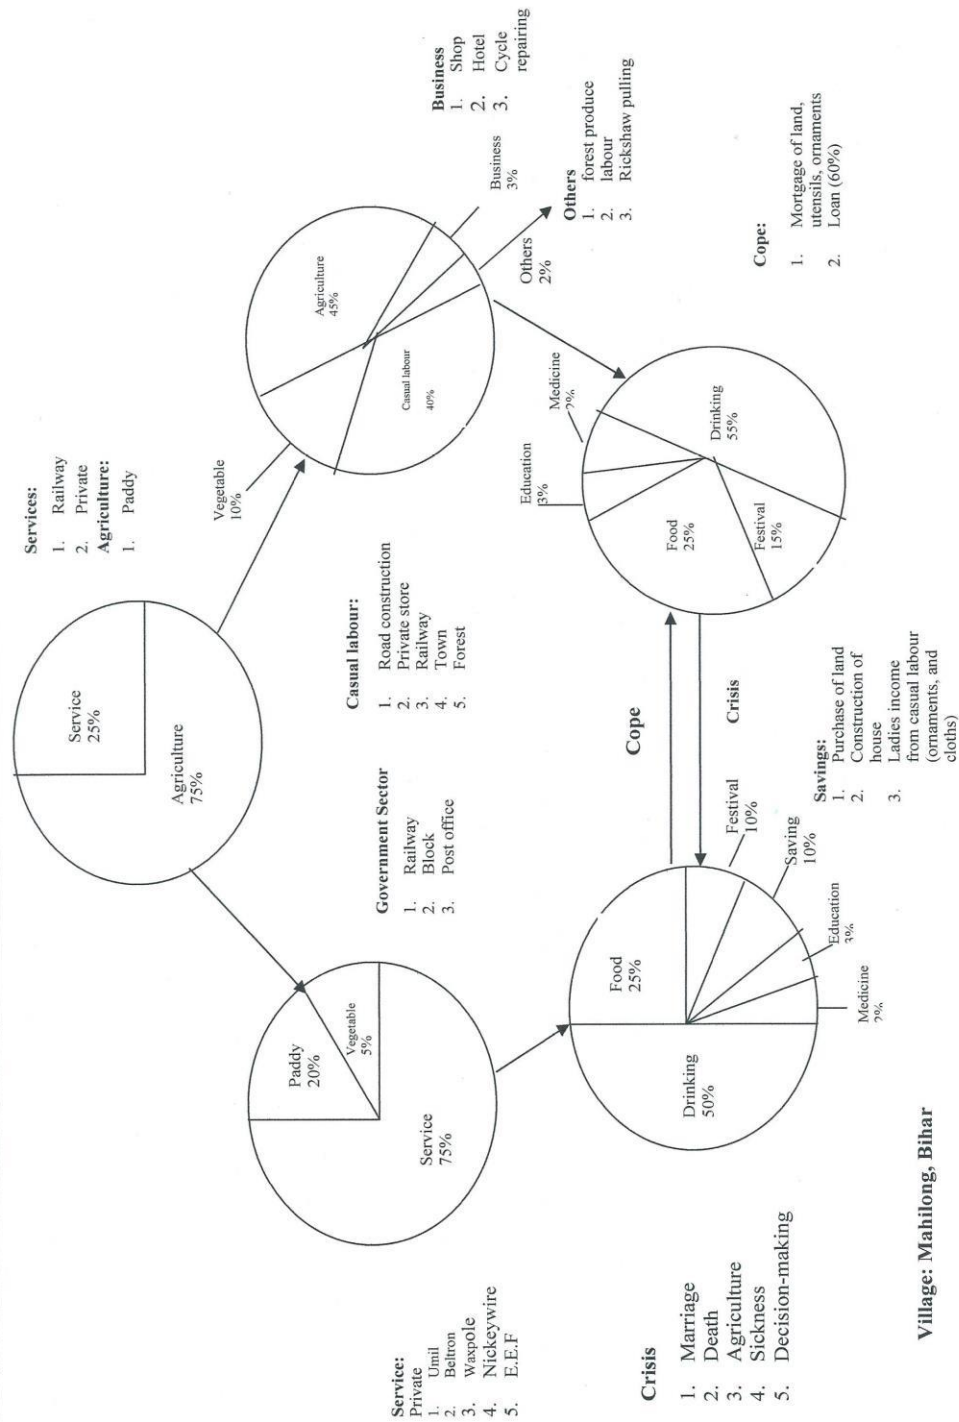 Services:
1. Railway
2. Private
Agriculture:
1. Paddy
Service
25%
Agriculture
75%
Service:
Private
1. Umil
2. Beltron
3. Waxpole
4. Nickeywire
5. E.E.F
Paddy
20%
Vegetable
5%
Service
75%
Government Sector
1. Railway
2. Block
3. Post office
Casual labour:
1. Road construction
2. Private store
3. Railway
4. Town
5. Forest
Vegetable
10%
Agriculture
45%
Casual labour
40%
Business
3%
Others
2%
Business
1. Shop
2. Hotel
3. Cycle
repairing
Others
1. forest produce
2. labour
3. Rickshaw pulling
Crisis
1. Marriage
2. Death
3. Agriculture
4. Sickness
5. Decision-making
Food
25%
Drinking
50%
Festival
10%
Saving
10%
Education
3%
Medicine
2%
Cope
Crisis
Savings:
1. Purchase of land
2. Construction of
house
3. Ladies income
from casual labour
(ornaments, and
cloths)
Education
3%
Medicine
2%
Food
25%
Drinking
55%
Festival
15%
Cope:
1. Mortgage of land,
utensils, ornaments
2. Loan (60%)
Village: Mahilong, Bihar